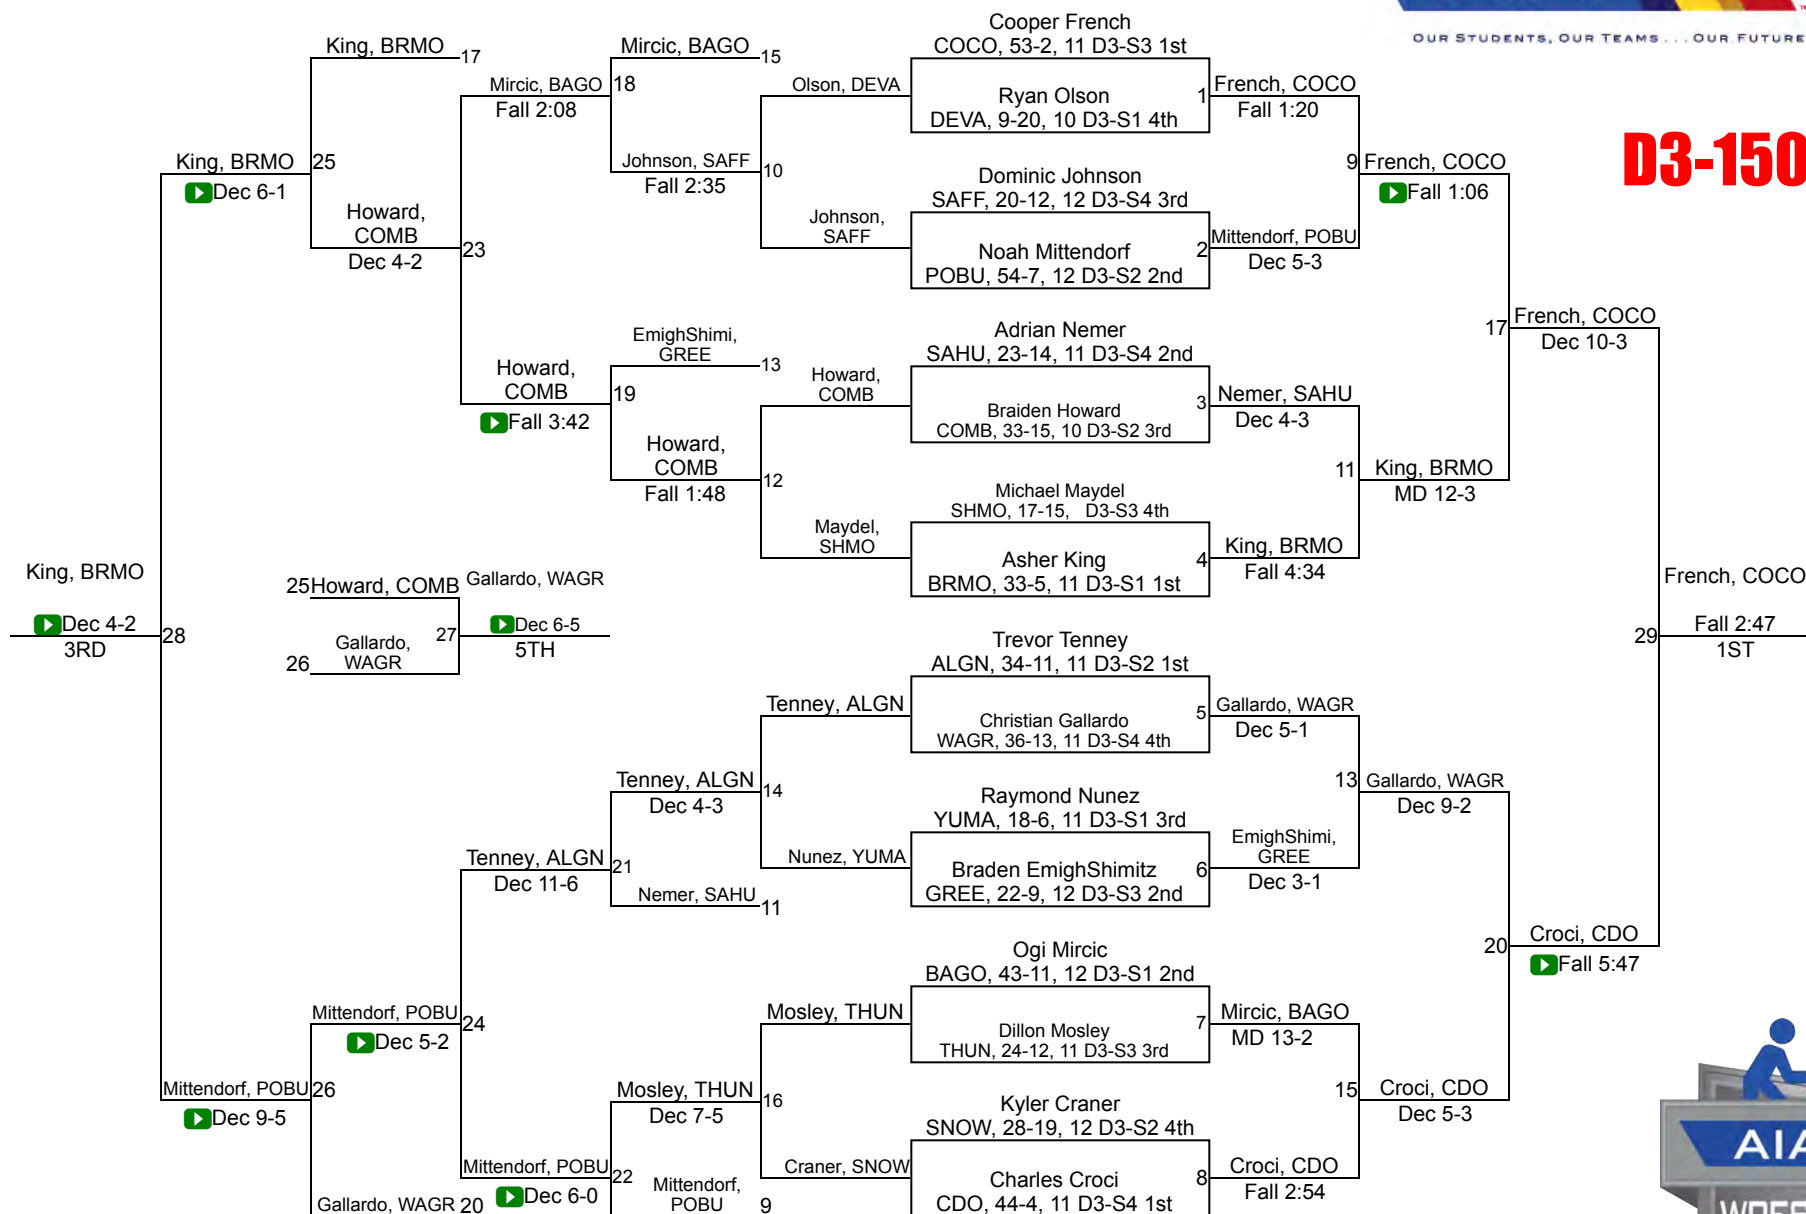 OUR STUDENTS, OUR TEAMS . . . OUR FUTURE
D3-150
King, BRMO
17
Mircic, BAGO
Fall 2:08
18
Mircic, BAGO
15
Olson, DEVA
Johnson, SAFF
Fall 2:35
10
Johnson,
SAFF
King, BRMO
Dec 6-1
25
Howard,
COMB
Dec 4-2
23
Howard,
COMB
Fall 3:42
19
EmighShimi,
GREE
13
Howard,
COMB
Howard,
COMB
Fall 1:48
12
Maydel,
SHMO
Cooper French
COCO, 53-2, 11 D3-S3 1st
Ryan Olson
DEVA, 9-20, 10 D3-S1 4th
1
French, COCO
Fall 1:20
Dominic Johnson
SAFF, 20-12, 12 D3-S4 3rd
Noah Mittendorf
POBU, 54-7, 12 D3-S2 2nd
2
Mittendorf, POBU
Dec 5-3
9
French, COCO
Fall 1:06
Adrian Nemer
SAHU, 23-14, 11 D3-S4 2nd
Braiden Howard
COMB, 33-15, 10 D3-S2 3rd
3
Nemer, SAHU
Dec 4-3
Michael Maydel
SHMO, 17-15, D3-S3 4th
Asher King
BRMO, 33-5, 11 D3-S1 1st
4
King, BRMO
Fall 4:34
11
King, BRMO
MD 12-3
17
French, COCO
Dec 10-3
King, BRMO
Dec 4-2
3RD
28
25
Howard, COMB
26
Gallardo,
WAGR
27
Gallardo, WAGR
Dec 6-5
5TH
French, COCO
Fall 2:47
1ST
29
Trevor Tenney
ALGN, 34-11, 11 D3-S2 1st
Christian Gallardo
WAGR, 36-13, 11 D3-S4 4th
5
Gallardo, WAGR
Dec 5-1
Raymond Nunez
YUMA, 18-6, 11 D3-S1 3rd
Braden EmighShimitz
GREE, 22-9, 12 D3-S3 2nd
6
EmighShimi,
GREE
Dec 3-1
13
Gallardo, WAGR
Dec 9-2
Tenney, ALGN
Nunez, YUMA
Tenney, ALGN
Dec 4-3
14
Tenney, ALGN
Dec 11-6
21
Nemer, SAHU
11
Ogi Mircic
BAGO, 43-11, 12 D3-S1 2nd
Dillon Mosley
THUN, 24-12, 11 D3-S3 3rd
7
Mircic, BAGO
MD 13-2
Kyler Craner
SNOW, 28-19, 12 D3-S2 4th
Charles Croci
CDO, 44-4, 11 D3-S4 1st
8
Croci, CDO
Fall 2:54
15
Croci, CDO
Dec 5-3
20
Croci, CDO
Fall 5:47
Mosley, THUN
Craner, SNOW
Mosley, THUN
Dec 7-5
16
Mittendorf, POBU
Dec 5-2
24
Mittendorf, POBU
Dec 9-5
26
Mittendorf, POBU
Dec 6-0
22
Mittendorf,
POBU
9
Gallardo, WAGR
20
AIA